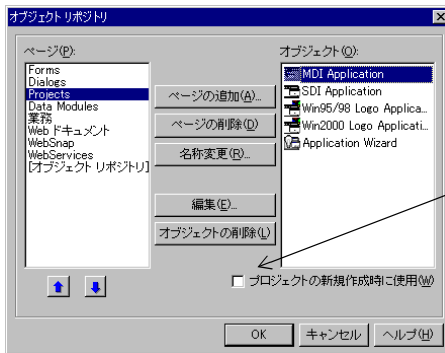 オブジェクト リポジトリ
ページ(P):
オブジェクト(O):
Forms
Dialogs
Projects
Data Modules
業務
Web ドキュメント
WebSnap
WebServices
[オブジェクト リポジトリ]
ページの追加(A)...
ページの削除(D)
名称変更(R)...
編集(E)...
オブジェクトの削除(L)
MDI Application
SDI Application
Win95/98 Logo Applica...
Win2000 Logo Applicati...
Application Wizard
プロジェクトの新規作成時に使用(W)
OK
キャンセル
ヘルプ(H)